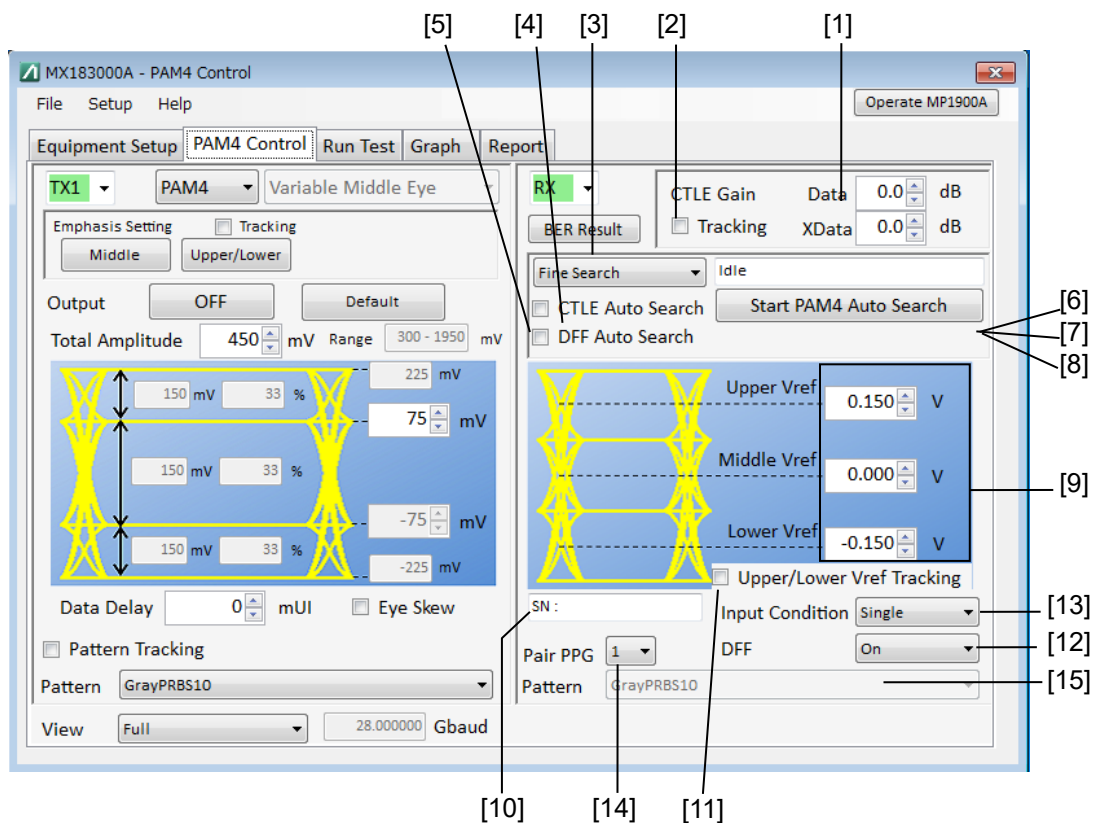 [5] [4] [3] [2] [1]
MX183000A - PAM4 Control
File Setup Help Operate MP1900A
Equipment Setup PAM4 Control Run Test Graph Report
TX1 PAM4 Variable Middle Eye
Emphasis Setting Tracking
Middle Upper/Lower
Output OFF Default
Total Amplitude 450 mV Range 300 - 1950 mV
225 mV
150 mV 33 %
75 mV
150 mV 33 %
-75 mV
150 mV 33 %
-225 mV
Data Delay 0 mUI Eye Skew
Pattern Tracking
Pattern GrayPRBS10
View Full 28.000000 Gbaud
RX
BER Result
CTLE Gain Data 0.0 dB
Tracking XData 0.0 dB
Fine Search Idle
CTLE Auto Search Start PAM4 Auto Search
DFF Auto Search
[6]
[7]
[8]
Upper Vref 0.150 V
Middle Vref 0.000 V
[9]
Lower Vref -0.150 V
Upper/Lower Vref Tracking
SN :
Input Condition Single [13]
Pair PPG 1 DFF On [12]
Pattern GrayPRBS10 [15]
[10] [14] [11]